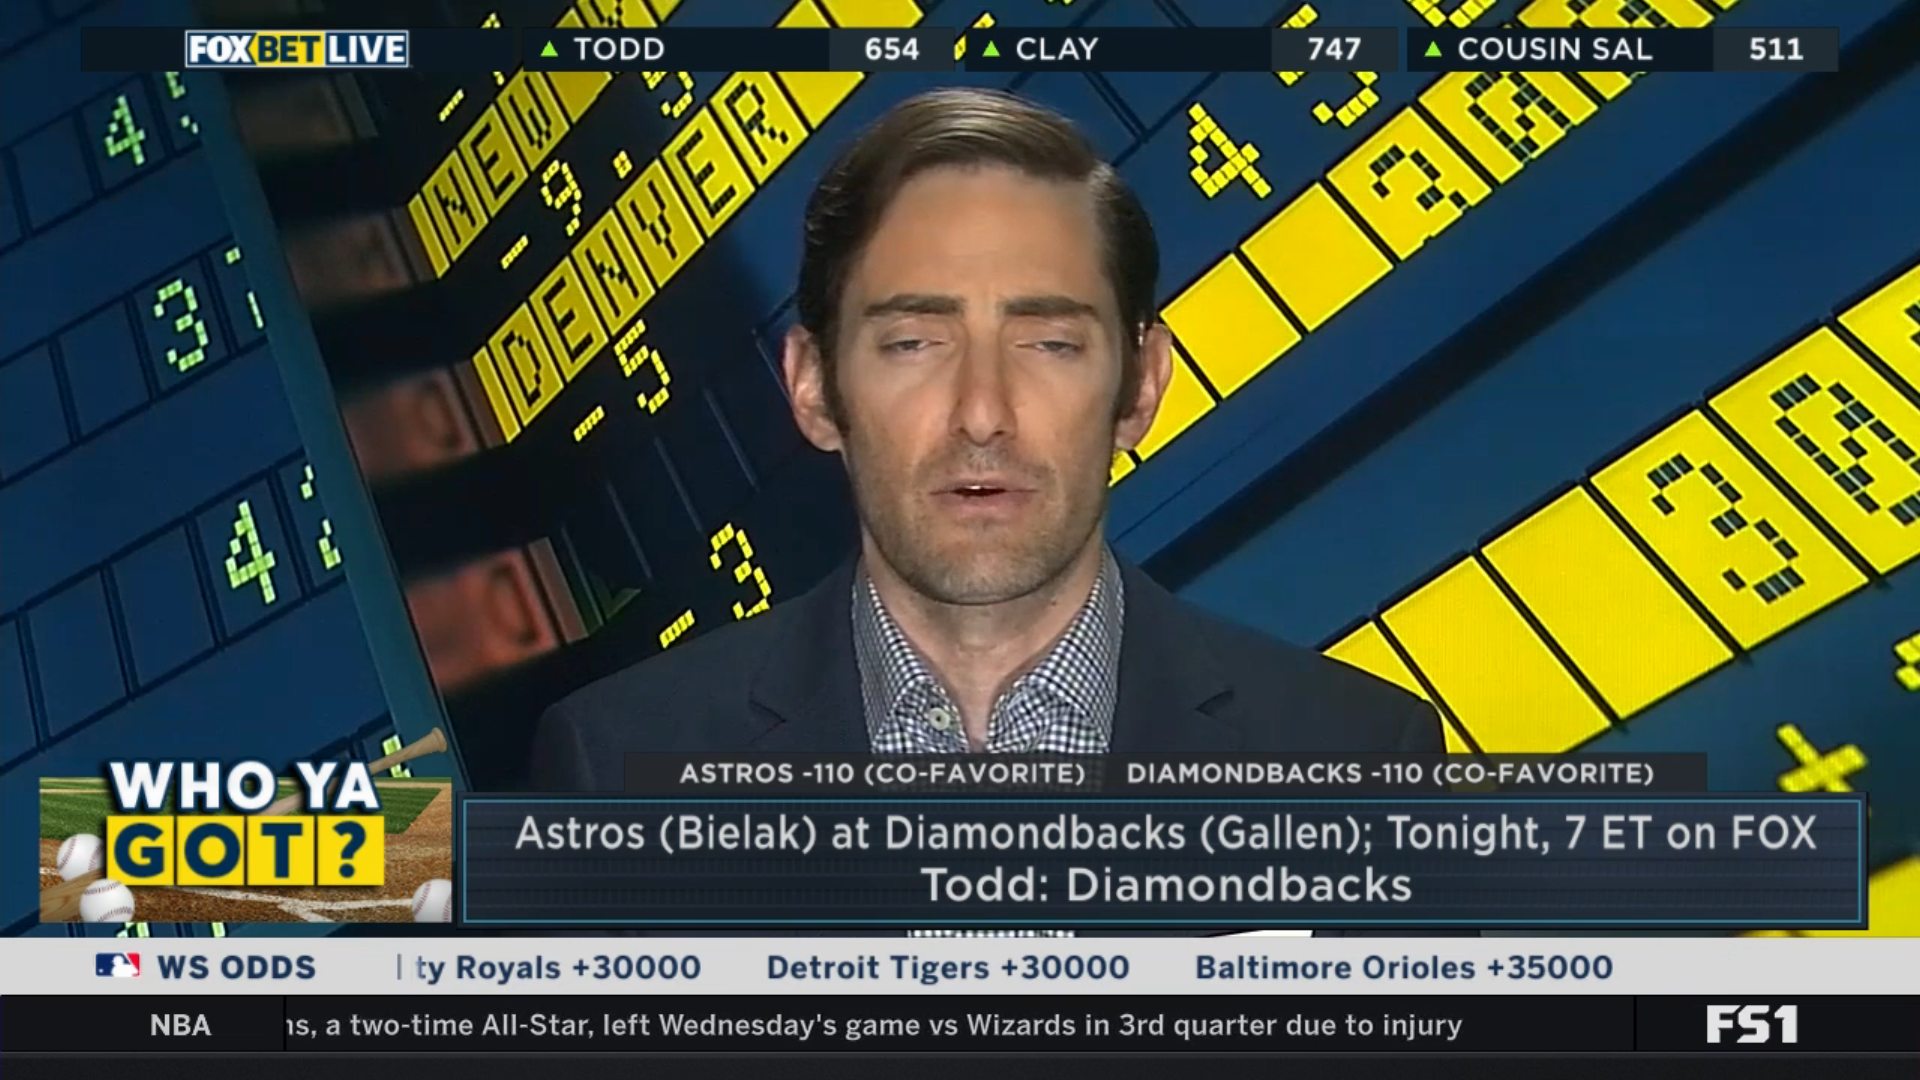 FOX BET LIVE
TODD 654
CLAY 747
COUSIN SAL 511
NEW
DENVER
WHO YA
GOT?
ASTROS -110 (CO-FAVORITE) DIAMONDBACKS -110 (CO-FAVORITE)
Astros (Bielak) at Diamondbacks (Gallen); Tonight, 7 ET on FOX
Todd: Diamondbacks
WS ODDS ty Royals +30000 Detroit Tigers +30000 Baltimore Orioles +35000
NBA ns, a two-time All-Star, left Wednesday's game vs Wizards in 3rd quarter due to injury
FS1